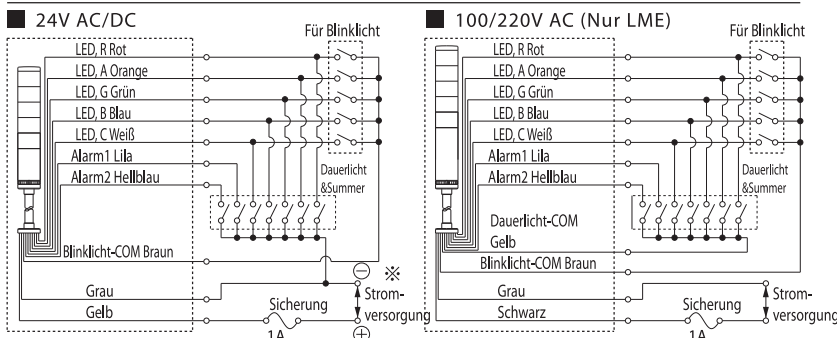 24V AC/DC
Für Blinklicht
LED, R Rot
LED, A Orange
LED, G Grün
LED, B Blau
LED, C Weiß
Alarm1 Lila
Alarm2 Hellblau
Dauerlicht
&Summer
Blinklicht-COM Braun
Grau
Gelb
Sicherung
1A
⊖ ※
Strom-
versorgung
⊕
100/220V AC (Nur LME)
Für Blinklicht
LED, R Rot
LED, A Orange
LED, G Grün
LED, B Blau
LED, C Weiß
Alarm1 Lila
Alarm2 Hellblau
Dauerlicht
&Summer
Dauerlicht-COM
Gelb
Blinklicht-COM Braun
Grau
Schwarz
Sicherung
1A
Strom-
versorgung